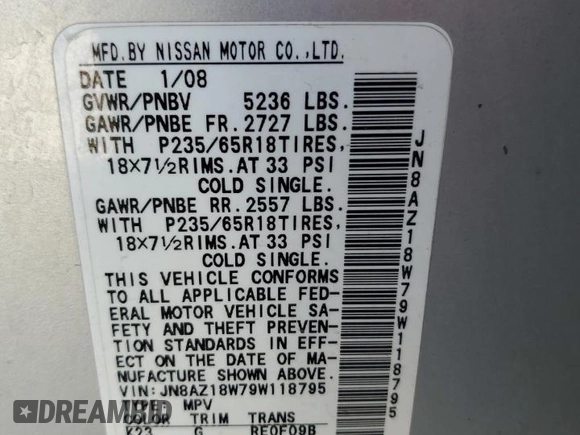 MFD.BY NISSAN MOTOR CO.,LTD.
DATE 1/08
GVWR/PNBV 5236 LBS.
GAWR/PNBE FR. 2727 LBS.
WITH P235/65R18TIRES,
18X7½RIMS.AT 33 PSI
COLD SINGLE.
GAWR/PNBE RR. 2557 LBS.
WITH P235/65R18TIRES,
18X7½RIMS.AT 33 PSI
COLD SINGLE.
THIS VEHICLE CONFORMS
TO ALL APPLICABLE FED-
ERAL MOTOR VEHICLE SA-
FETY AND THEFT PREVEN-
TION STANDARDS IN EFF-
ECT ON THE DATE OF MA-
NUFACTURE SHOWN ABOVE.
VIN:JN8AZ18W79W118795
TYPE: MPV
COLOR TRIM TRANS
K23 G RE0F09B
JN8AZ18W79W118795
DEALERHISTORY